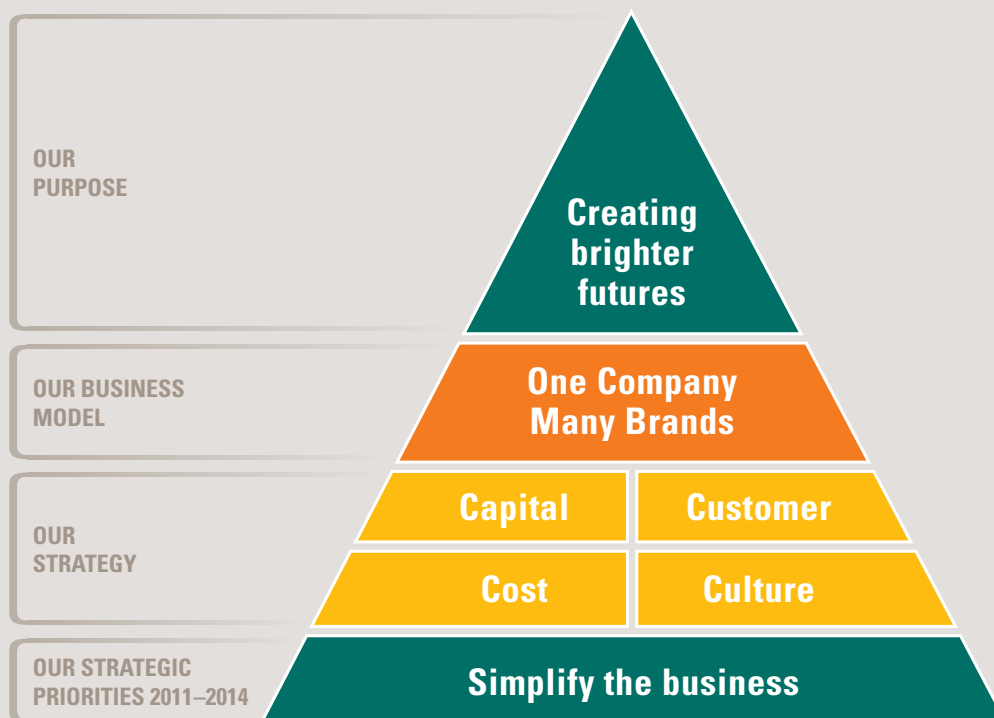 OUR
PURPOSE
Creating
brighter
futures
OUR BUSINESS
MODEL
One Company
Many Brands
OUR
STRATEGY
Capital
Customer
Cost
Culture
OUR STRATEGIC
PRIORITIES 2011–2014
Simplify the business